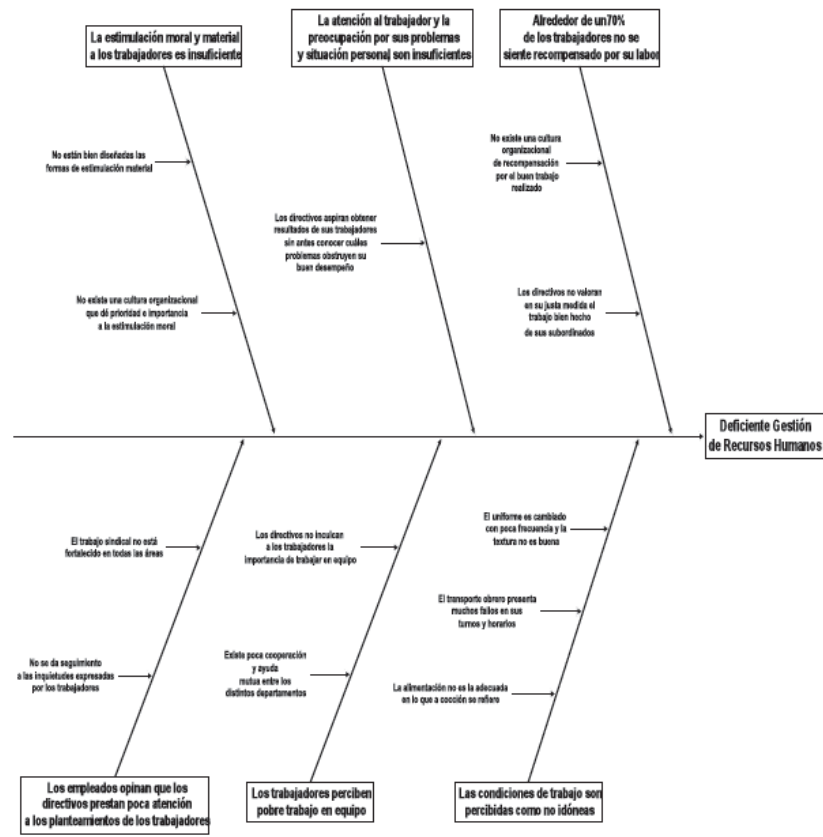 La estimulación moral y material
a los trabajadores es insuficiente
La atención al trabajador y la
preocupación por sus problemas
y situación personal, son insuficientes
Alrededor de un70%
de los trabajadores no se
siente recompensado por su labor
No están bien diseñadas las
formas de estimulación material
No existe una cultura organizacional
que dé prioridad e importancia
a la estimulación moral
Los directivos aspiran obtener
resultados de sus trabajadores
sin antes conocer cuáles
problemas obstruyen su
buen desempeño
No existe una cultura
organizacional
de recompensación
por el buen trabajo
realizado
Los directivos no valoran
en su justa medida el
trabajo bien hecho
de sus subordinados
Deficiente Gestión
de Recursos Humanos
El trabajo sindical no está
fortalecido en todas las áreas
No se da seguimiento
a las inquietudes expresadas
por los trabajadores
Los directivos no inculcan
a los trabajadores la
importancia de trabajar en equipo
Existe poca cooperación
y ayuda
mutua entre los
distintos departamentos
El uniforme es cambiado
con poca frecuencia y la
textura no es buena
El transporte obrero presenta
muchos fallos en sus
turnos y horarios
La alimentación no es la adecuada
en lo que a cocción se refiere
Los empleados opinan que los
directivos prestan poca atención
a los planteamientos de los trabajadores
Los trabajadores perciben
pobre trabajo en equipo
Las condiciones de trabajo son
percibidas como no idóneas